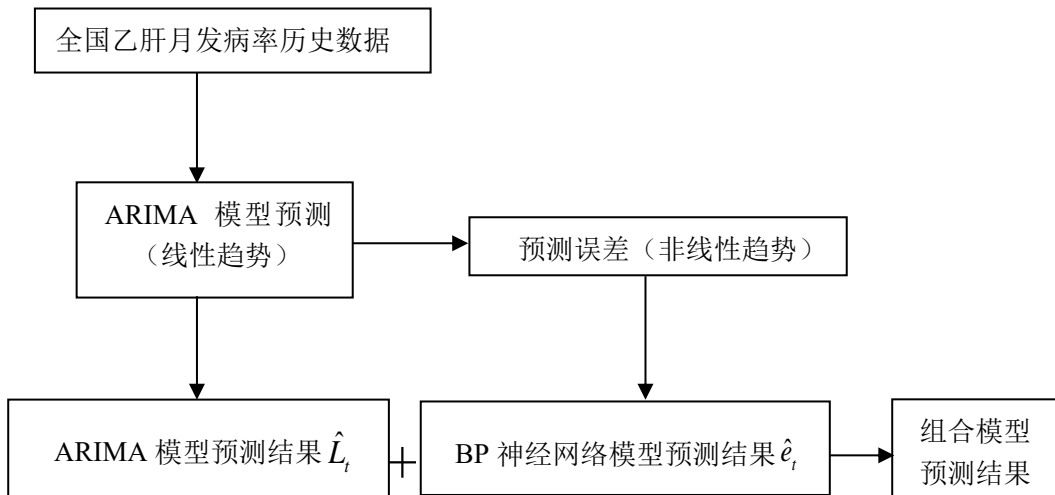 全国乙肝月发病率历史数据
ARIMA 模型预测
（线性趋势）
预测误差（非线性趋势）
ARIMA 模型预测结果 L̂t
+
BP 神经网络模型预测结果 êt
组合模型
预测结果